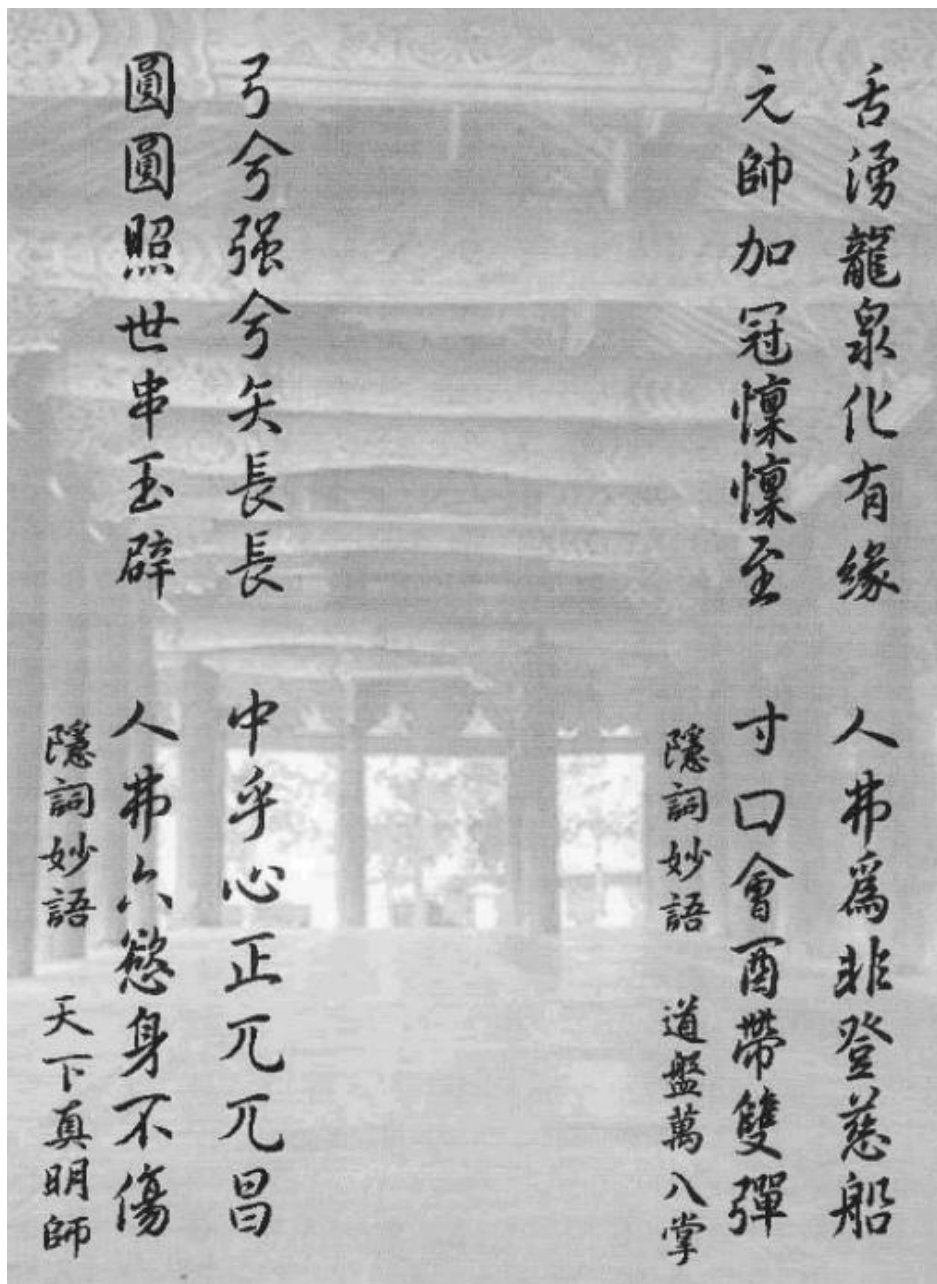 舌湧龍泉化有緣 人弗爲非登慈船
元帥加冠懍懍至 寸口會酉帶雙彈
隱詞妙語 道盤萬八掌
弓兮强兮矢長長 中乎心正兀兀昌
圓圓照世串玉辟 人弗六慾身不傷
隱詞妙語 天下真明師